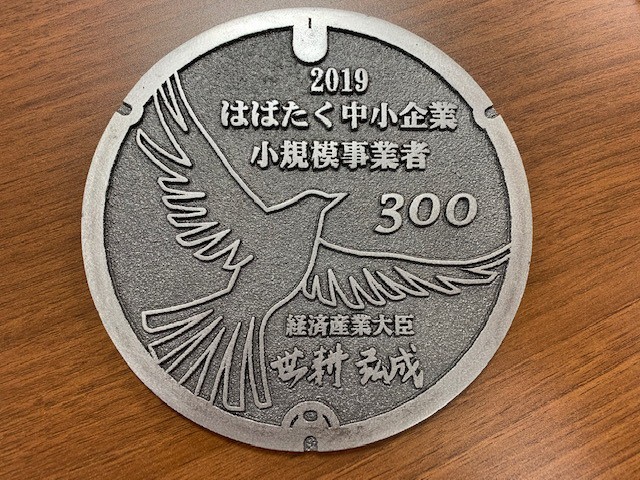 2019
はばたく中小企業
小規模事業者
300
経済産業大臣
世耕弘成